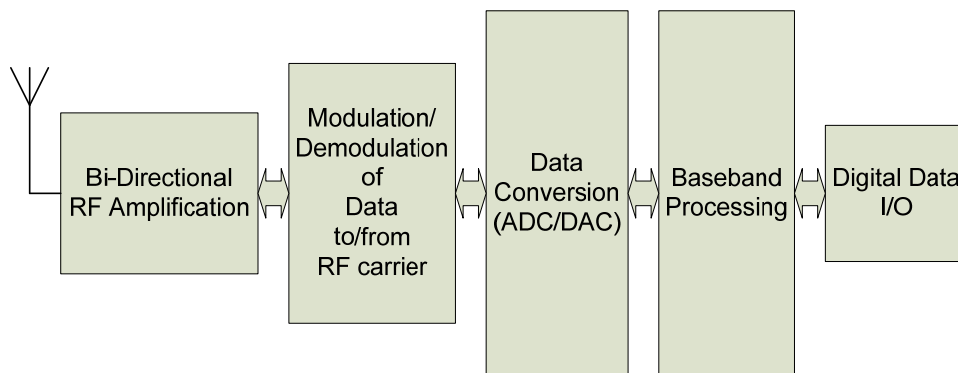 Bi-Directional
RF Amplification
Modulation/
Demodulation
of
Data
to/from
RF carrier
Data
Conversion
(ADC/DAC)
Baseband
Processing
Digital Data
I/O